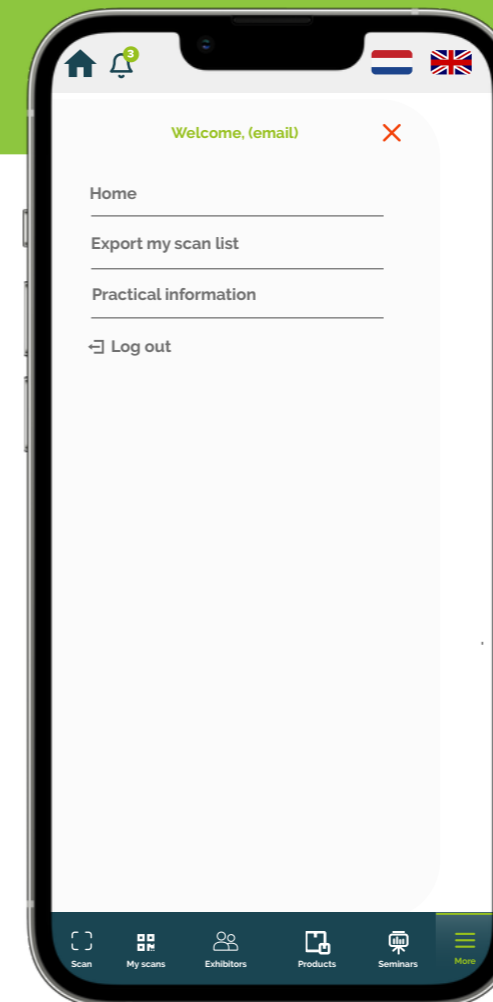 3
Welcome, (email)
Home
Export my scan list
Practical information
Log out
Scan
My scans
Exhibitors
Products
Seminars
More